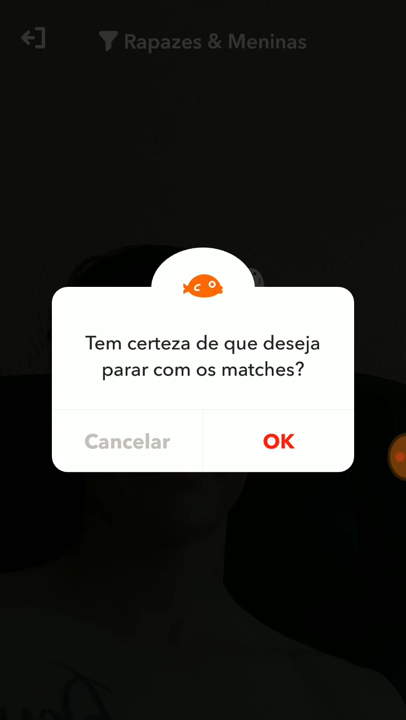 Rapazes & Meninas
Tem certeza de que deseja
parar com os matches?
Cancelar
OK